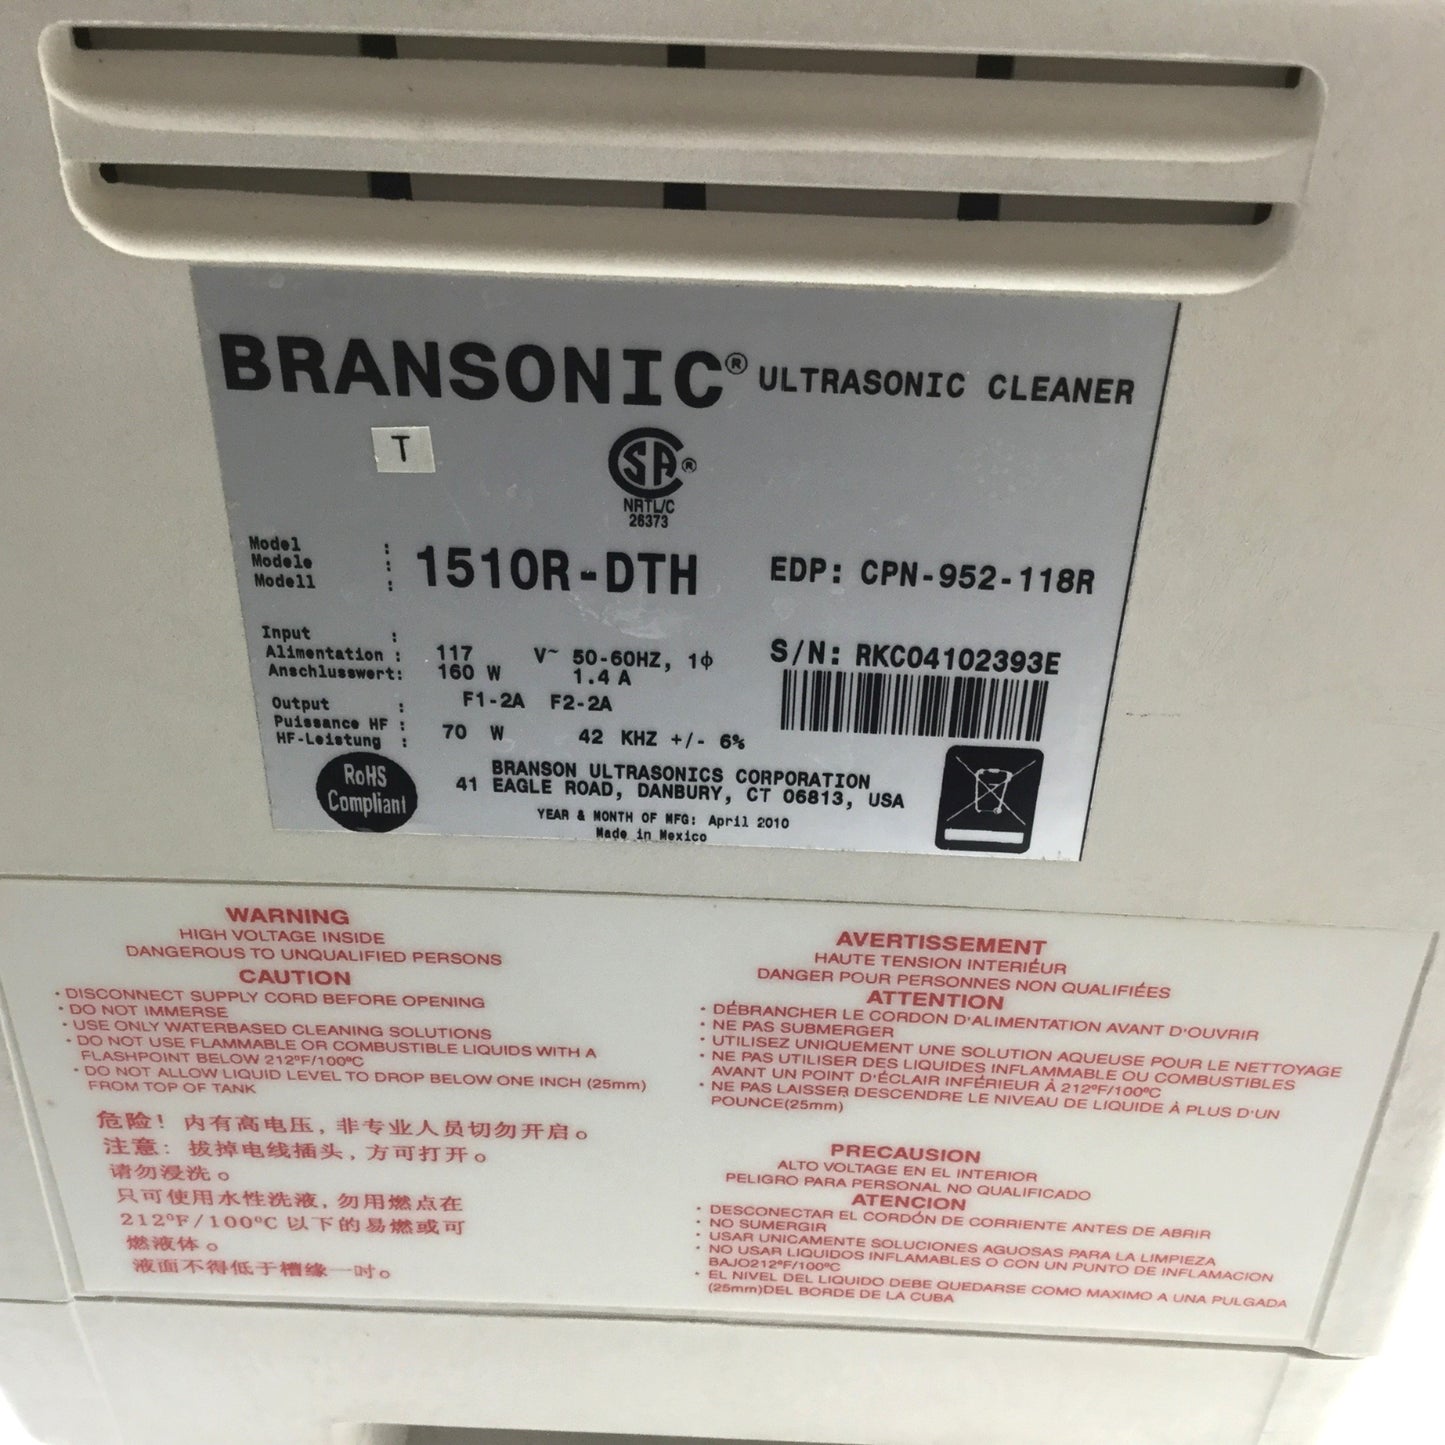 BRANSONIC® ULTRASONIC CLEANER
T
SA®
NRTL/C
26373
Model :
Modele :
Modell :
1510R-DTH
EDP: CPN-952-118R
Input :
Alimentation :
Anschlusswert:
117 V~ 50-60HZ, 1ϕ
160 W 1.4 A
F1-2A F2-2A
S/N: RKC04102393E
Output :
Puissance HF :
HF-Leistung :
70 W 42 KHZ +/- 6%
RoHS
Compliant
BRANSON ULTRASONICS CORPORATION
41 EAGLE ROAD, DANBURY, CT 06813, USA
YEAR & MONTH OF MFG: April 2010
Made in Mexico
WARNING
HIGH VOLTAGE INSIDE
DANGEROUS TO UNQUALIFIED PERSONS
CAUTION
· DISCONNECT SUPPLY CORD BEFORE OPENING
· DO NOT IMMERSE
· USE ONLY WATERBASED CLEANING SOLUTIONS
· DO NOT USE FLAMMABLE OR COMBUSTIBLE LIQUIDS WITH A
FLASHPOINT BELOW 212ºF/100ºC
· DO NOT ALLOW LIQUID LEVEL TO DROP BELOW ONE INCH (25mm)
FROM TOP OF TANK
危险！内有高电压，非专业人员切勿开启。
注意：拔掉电线插头，方可打开。
请勿浸洗。
只可使用水性洗液，勿用燃点在
212ºF/100ºC 以下的易燃或可
燃液体。
液面不得低于槽缘一吋。
AVERTISSEMENT
HAUTE TENSION INTERIÉUR
DANGER POUR PERSONNES NON QUALIFIÉES
ATTENTION
· DÉBRANCHER LE CORDON D'ALIMENTATION AVANT D'OUVRIR
· NE PAS SUBMERGER
· UTILISEZ UNIQUEMENT UNE SOLUTION AQUEUSE POUR LE NETTOYAGE
· NE PAS UTILISER DES LIQUIDES INFLAMMABLE OU COMBUSTIBLES
AVANT UN POINT D'ÉCLAIR INFÉRIEUR À 212ºF/100ºC
· NE PAS LAISSER DESCENDRE LE NIVEAU DE LIQUIDE À PLUS D'UN
POUNCE(25mm)
PRECAUSION
ALTO VOLTAGE EN EL INTERIOR
PELIGRO PARA PERSONAL NO QUALIFICADO
ATENCION
· DESCONECTAR EL CORDÓN DE CORRIENTE ANTES DE ABRIR
· NO SUMERGIR
· USAR UNICAMENTE SOLUCIONES AGUOSAS PARA LA LIMPIEZA
· NO USAR LIQUIDOS INFLAMABLES O CON UN PUNTO DE INFLAMACION
BAJO212ºF/100ºC
· EL NIVEL DEL LIQUIDO DEBE QUEDARSE COMO MAXIMO A UNA PULGADA
(25mm)DEL BORDE DE LA CUBA